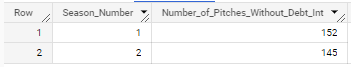 Row Season_Number Number_of_Pitches_Without_Debt_Int
1 1 152
2 2 145